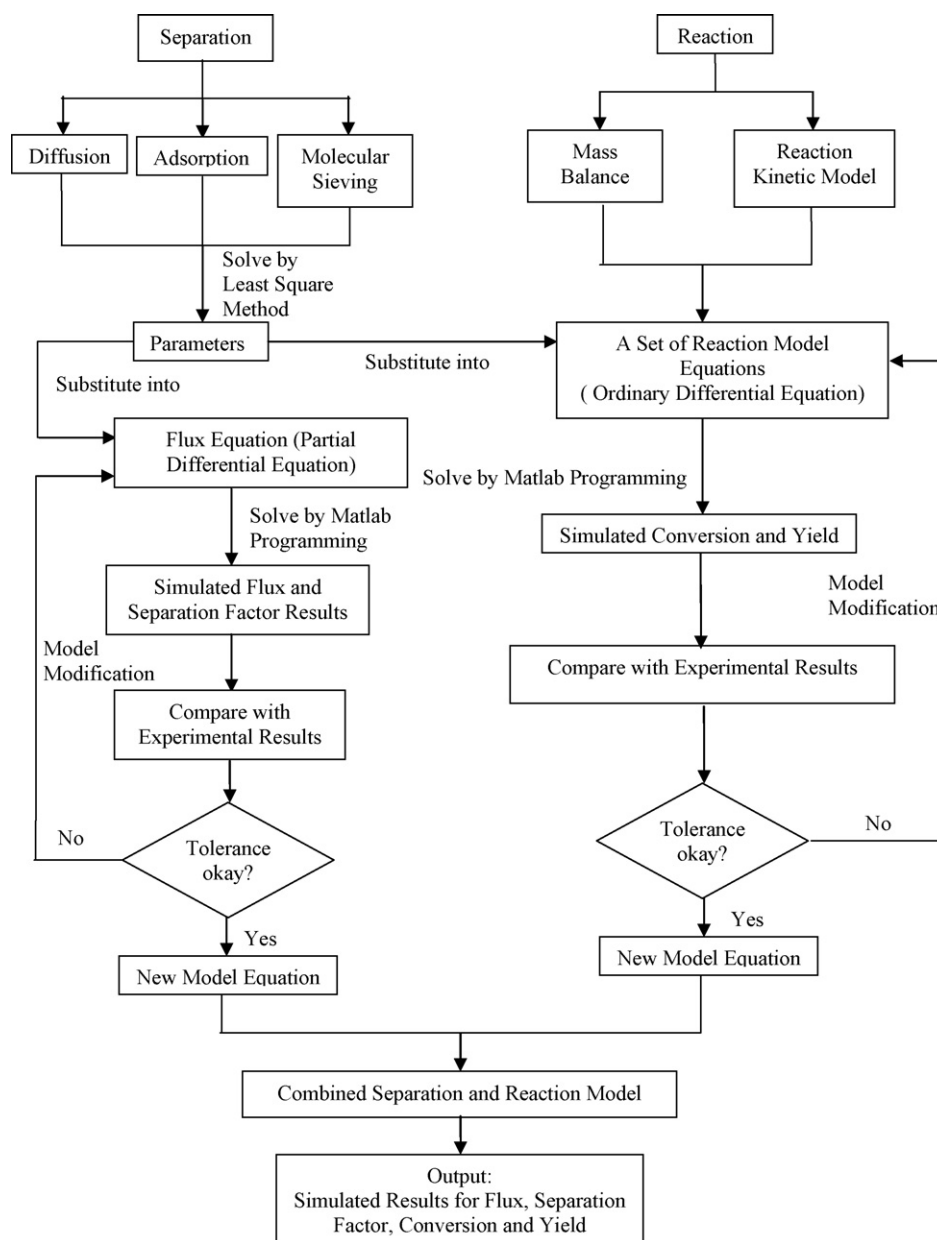 Separation
Reaction
Diffusion
Adsorption
Molecular
Sieving
Mass
Balance
Reaction
Kinetic Model
Solve by
Least Square
Method
Parameters
Substitute into
Substitute into
A Set of Reaction Model
Equations
( Ordinary Differential Equation)
Flux Equation (Partial
Differential Equation)
Solve by Matlab Programming
Solve by Matlab
Programming
Simulated Conversion and Yield
Simulated Flux and
Separation Factor Results
Model
Modification
Model
Modification
Compare with Experimental Results
Compare with
Experimental Results
No
Tolerance
okay?
Tolerance
okay?
No
Yes
Yes
New Model Equation
New Model Equation
Combined Separation and Reaction Model
Output:
Simulated Results for Flux, Separation
Factor, Conversion and Yield